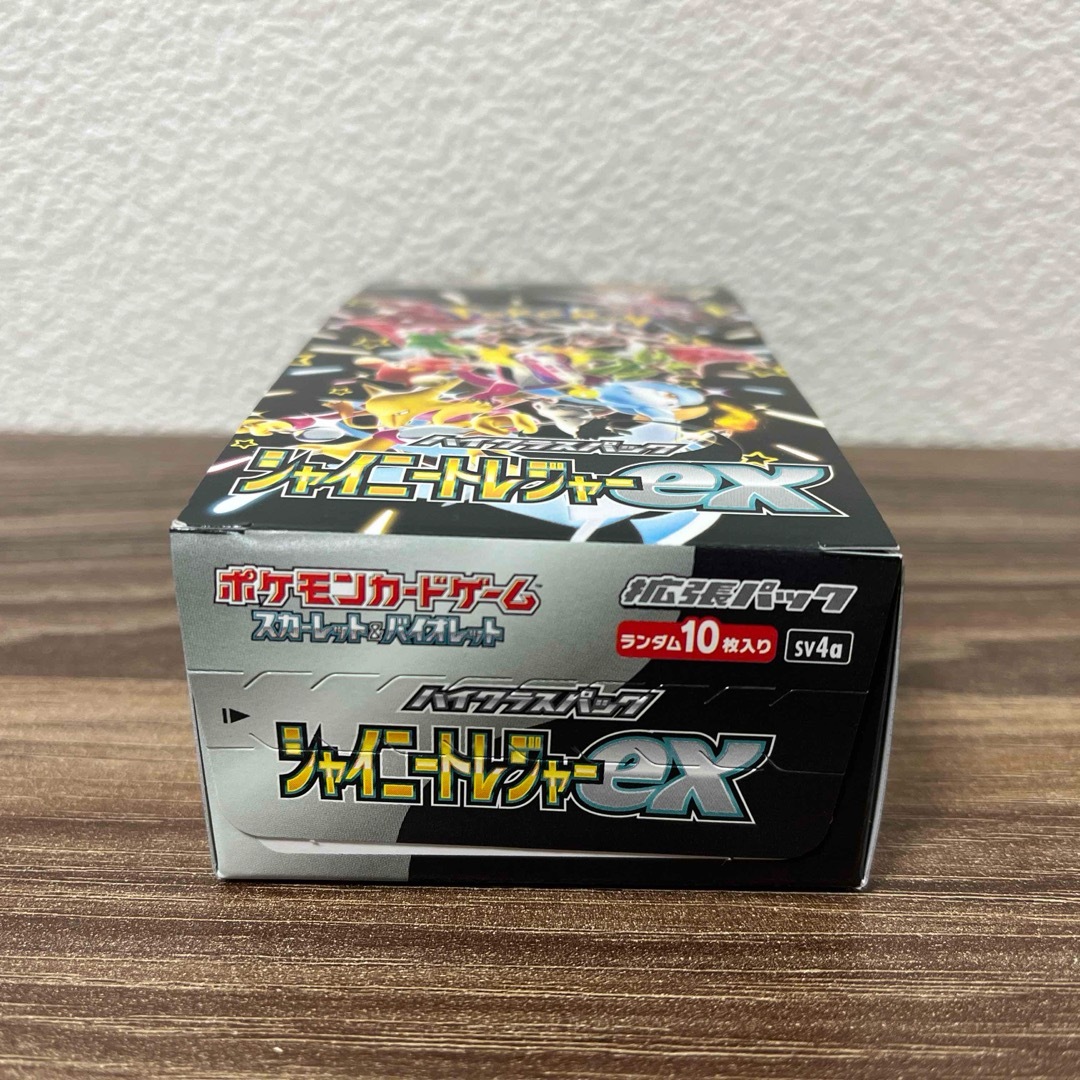 ハイクラスパック
シャイニートレジャーex
ポケモンカードゲーム
スカーレット&バイオレット
拡張パック
ランダム10枚入り
SV4a
ハイクラスパック
シャイニートレジャーex